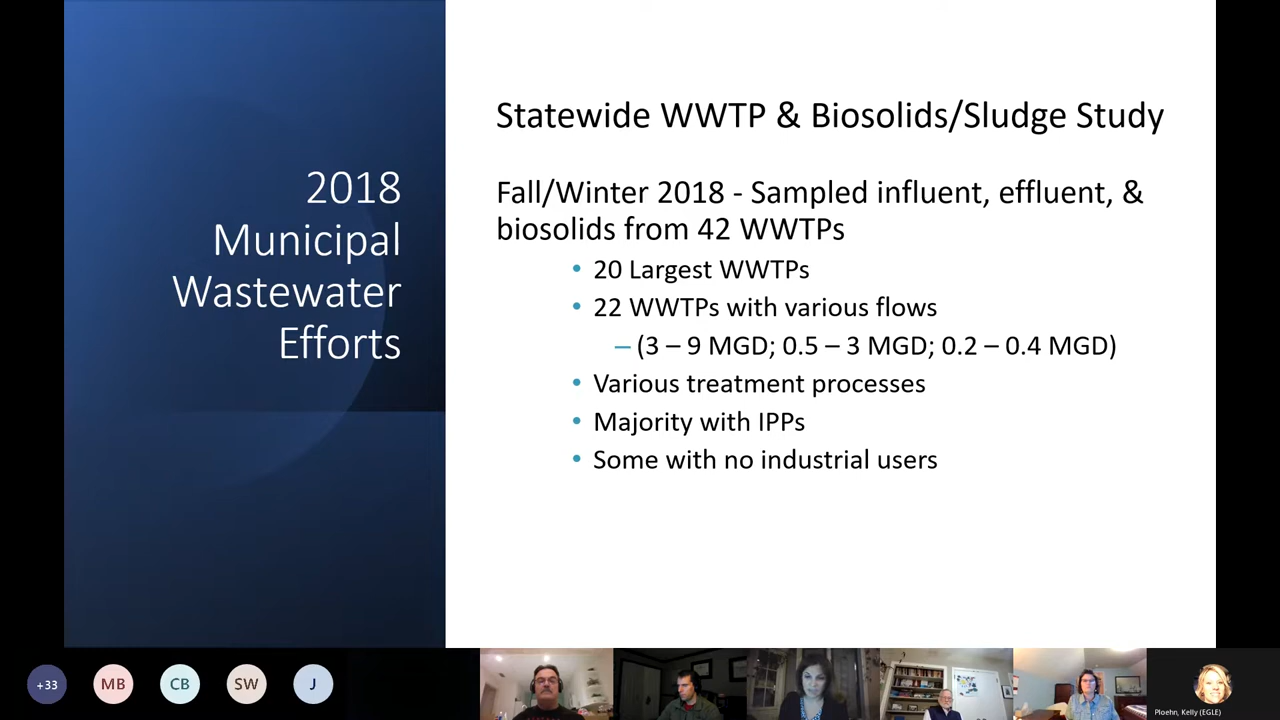 2018
Municipal
Wastewater
Efforts
Statewide WWTP & Biosolids/Sludge Study
Fall/Winter 2018 - Sampled influent, effluent, &
biosolids from 42 WWTPs
• 20 Largest WWTPs
• 22 WWTPs with various flows
– (3 – 9 MGD; 0.5 – 3 MGD; 0.2 – 0.4 MGD)
• Various treatment processes
• Majority with IPPs
• Some with no industrial users
+33 MB CB SW J
Ploehn, Kelly (EGLE)